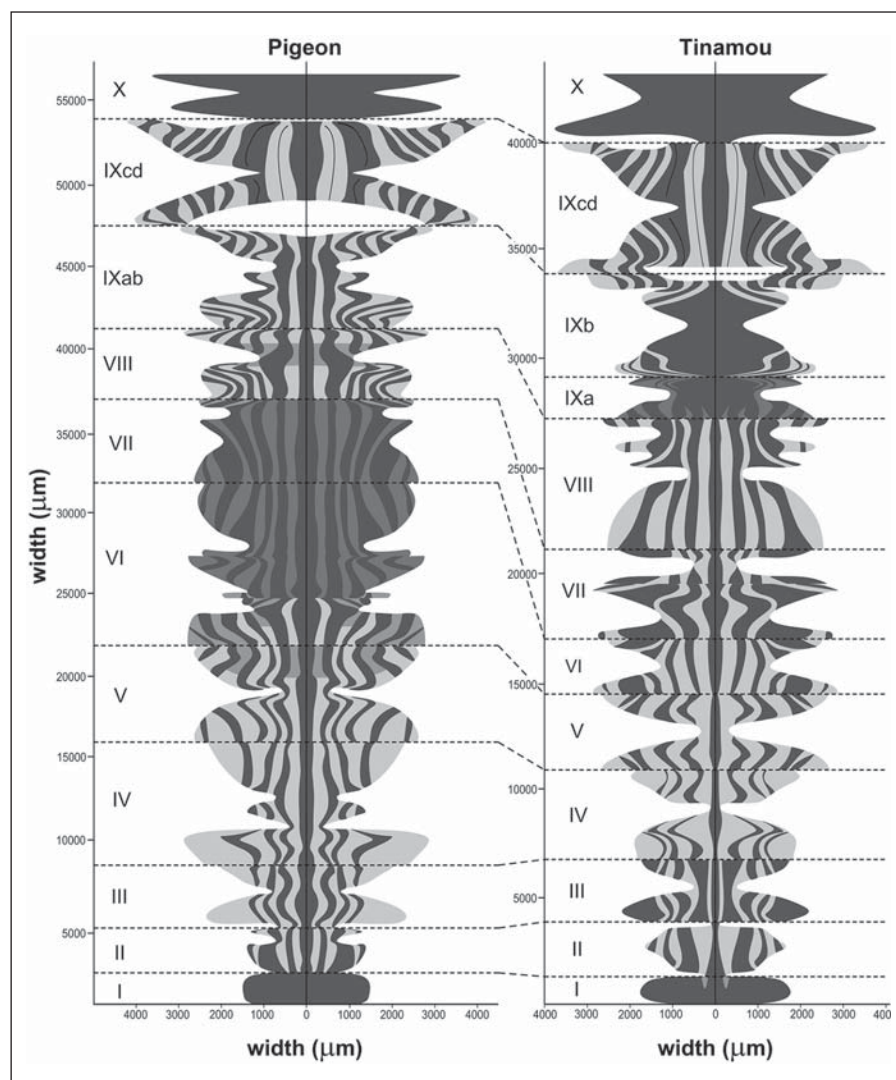 Pigeon
Tinamou
55000
50000
45000
40000
35000
30000
25000
20000
15000
10000
5000
width (μm)
X
IXcd
IXab
VIII
VII
VI
V
IV
III
II
I
4000 3000 2000 1000 0 1000 2000 3000 4000
width (μm)
40000
35000
30000
25000
20000
15000
10000
5000
X
IXcd
IXb
IXa
VIII
VII
VI
V
IV
III
II
I
4000 3000 2000 1000 0 1000 2000 3000 400
width (μm)